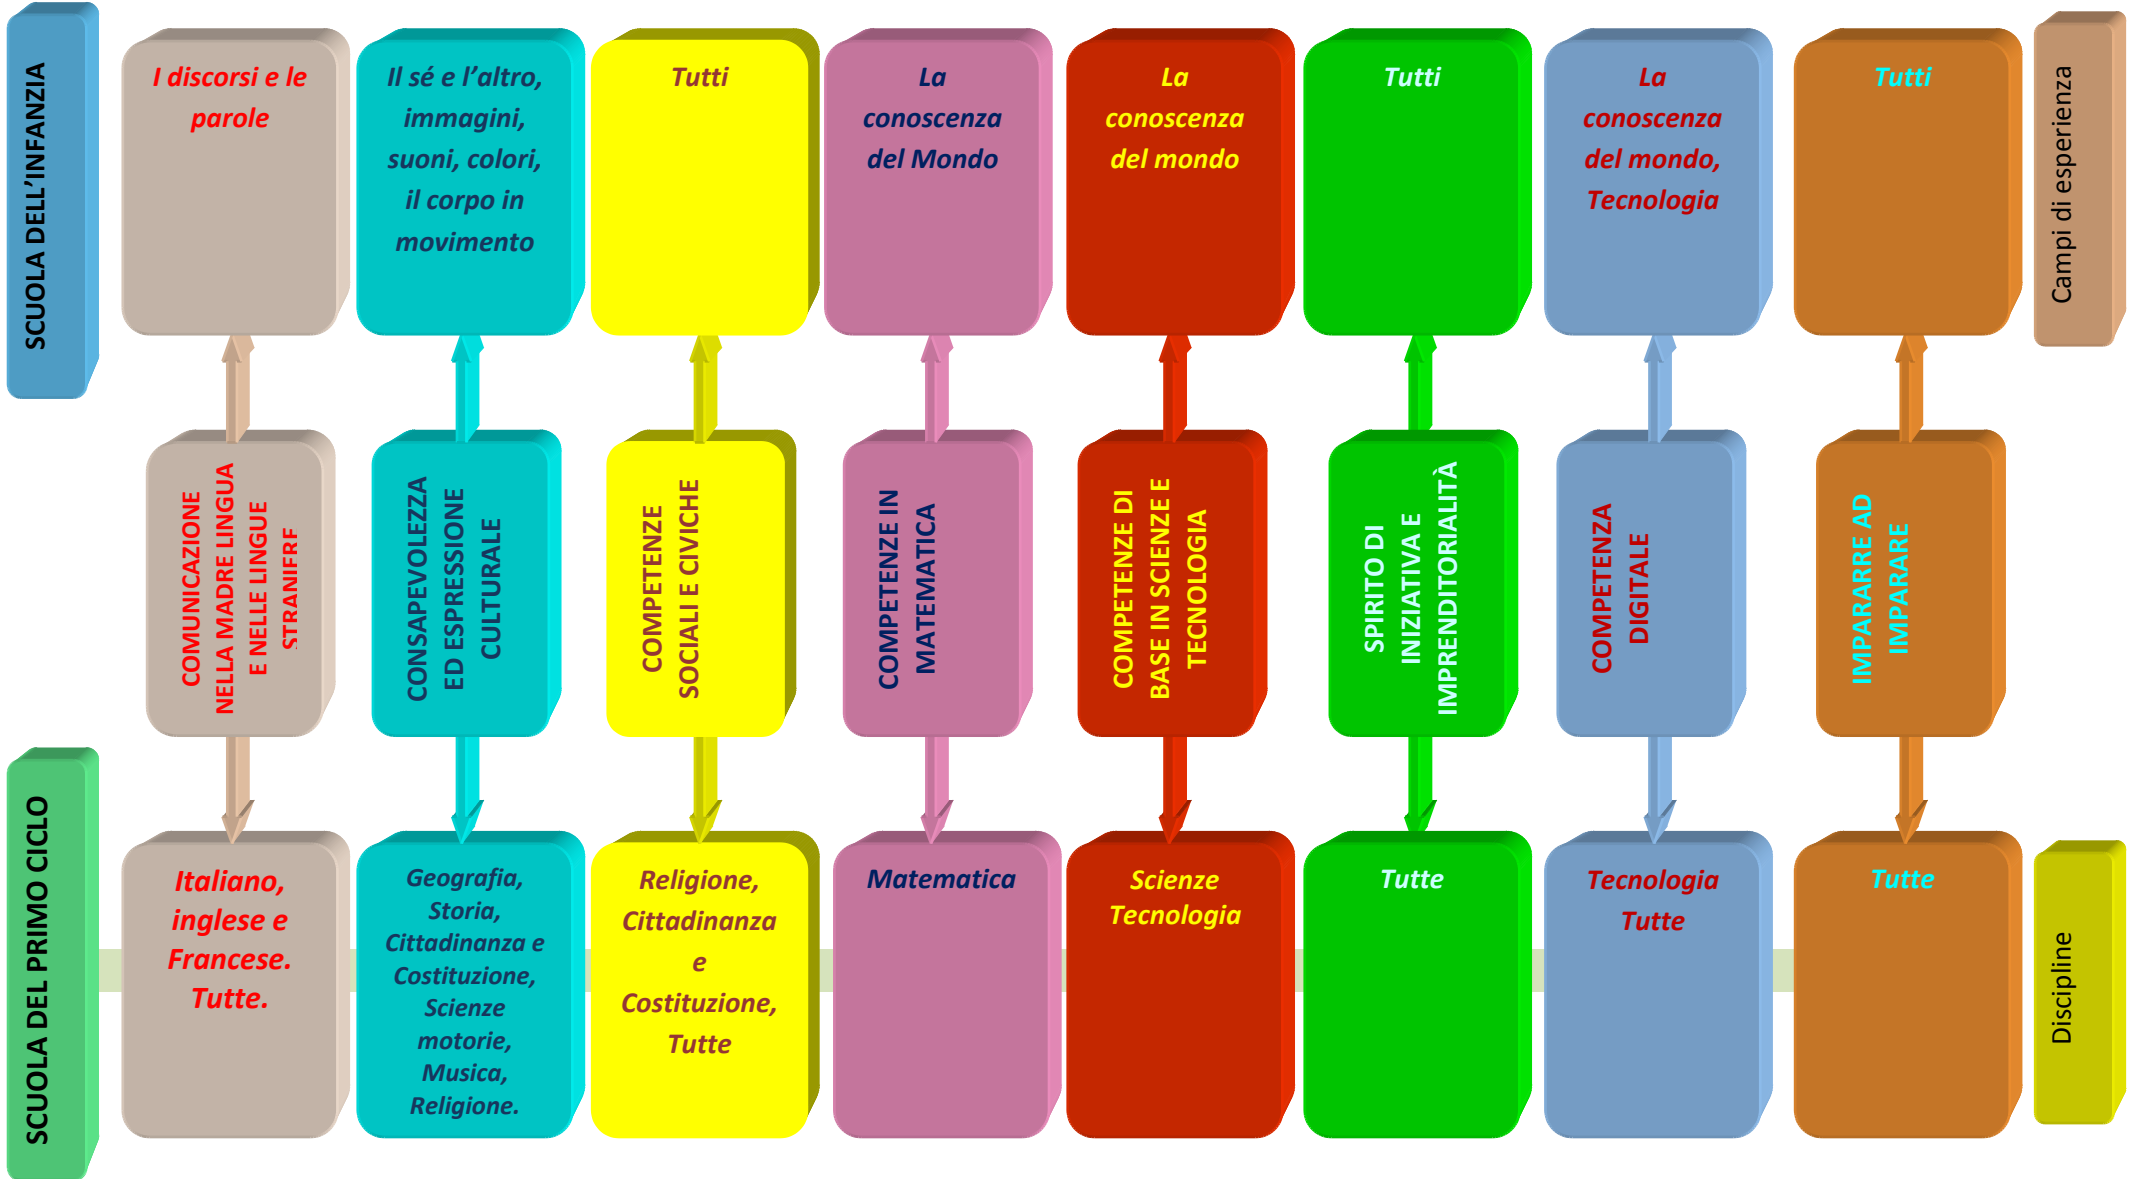 SCUOLA DELL’INFANZIA
I discorsi e le
parole
Il sé e l’altro,
immagini,
suoni, colori,
il corpo in
movimento
Tutti
La
conoscenza
del Mondo
La
conoscenza
del mondo
Tutti
La
conoscenza
del mondo,
Tecnologia
Tutti
Campi di esperienza
COMUNICAZIONE
NELLA MADRE LINGUA
E NELLE LINGUE
STRANIERE
CONSAPEVOLEZZA
ED ESPRESSIONE
CULTURALE
COMPETENZE
SOCIALI E CIVICHE
COMPETENZE IN
MATEMATICA
COMPETENZE DI
BASE IN SCIENZE E
TECNOLOGIA
SPIRITO DI
INIZIATIVA E
IMPRENDITORIALITÀ
COMPETENZA
DIGITALE
IMPARARRE AD
IMPARARE
SCUOLA DEL PRIMO CICLO
Italiano,
inglese e
Francese.
Tutte.
Geografia,
Storia,
Cittadinanza e
Costituzione,
Scienze
motorie,
Musica,
Religione.
Religione,
Cittadinanza
e
Costituzione,
Tutte
Matematica
Scienze
Tecnologia
Tutte
Tecnologia
Tutte
Tutte
Discipline